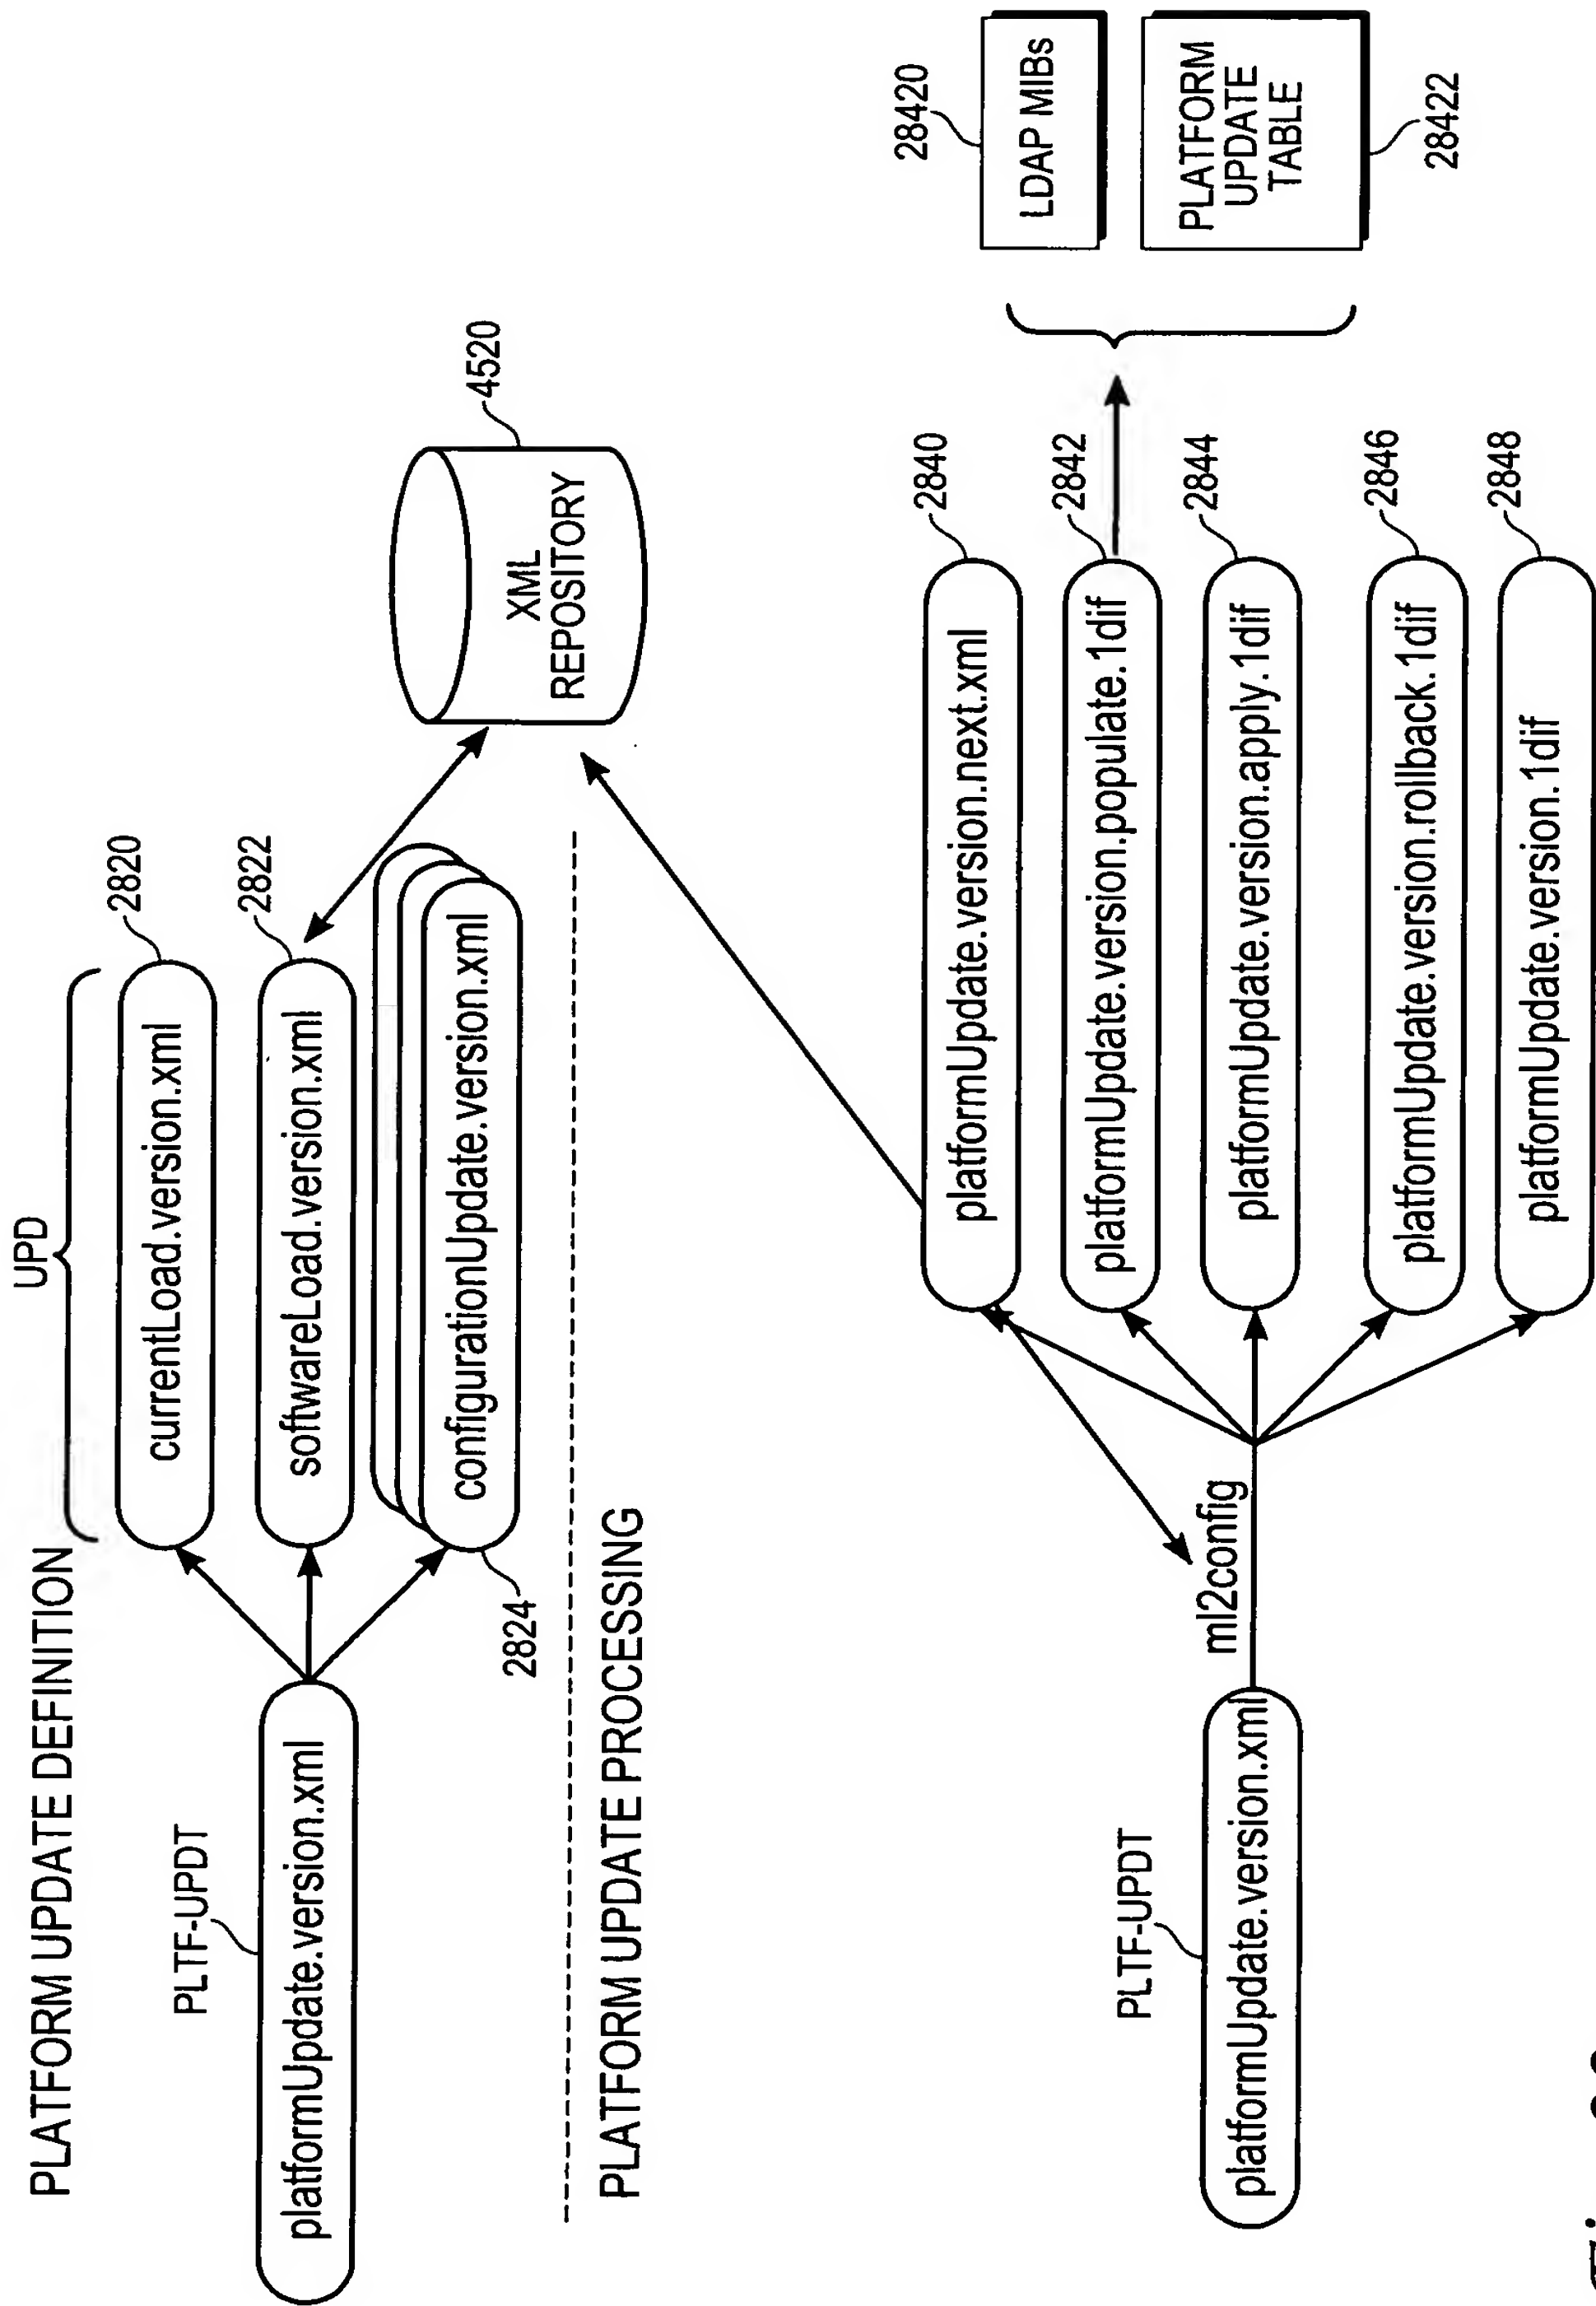 PLATFORM UPDATE DEFINITION
UPD
PLTF-UPDT
platformUpdate.version.xml
2820
currentLoad.version.xml
2822
softwareLoad.version.xml
configurationUpdate.version.xml
2824
4520
XML
REPOSITORY
PLATFORM UPDATE PROCESSING
PLTF-UPDT
platformUpdate.version.xml
ml2config
2840
platformUpdate.version.next.xml
2842
platformUpdate.version.populate.1dif
2844
platformUpdate.version.apply.1dif
2846
platformUpdate.version.rollback.1dif
2848
platformUpdate.version.1dif
28420
LDAP MIBs
PLATFORM
UPDATE
TABLE
28422